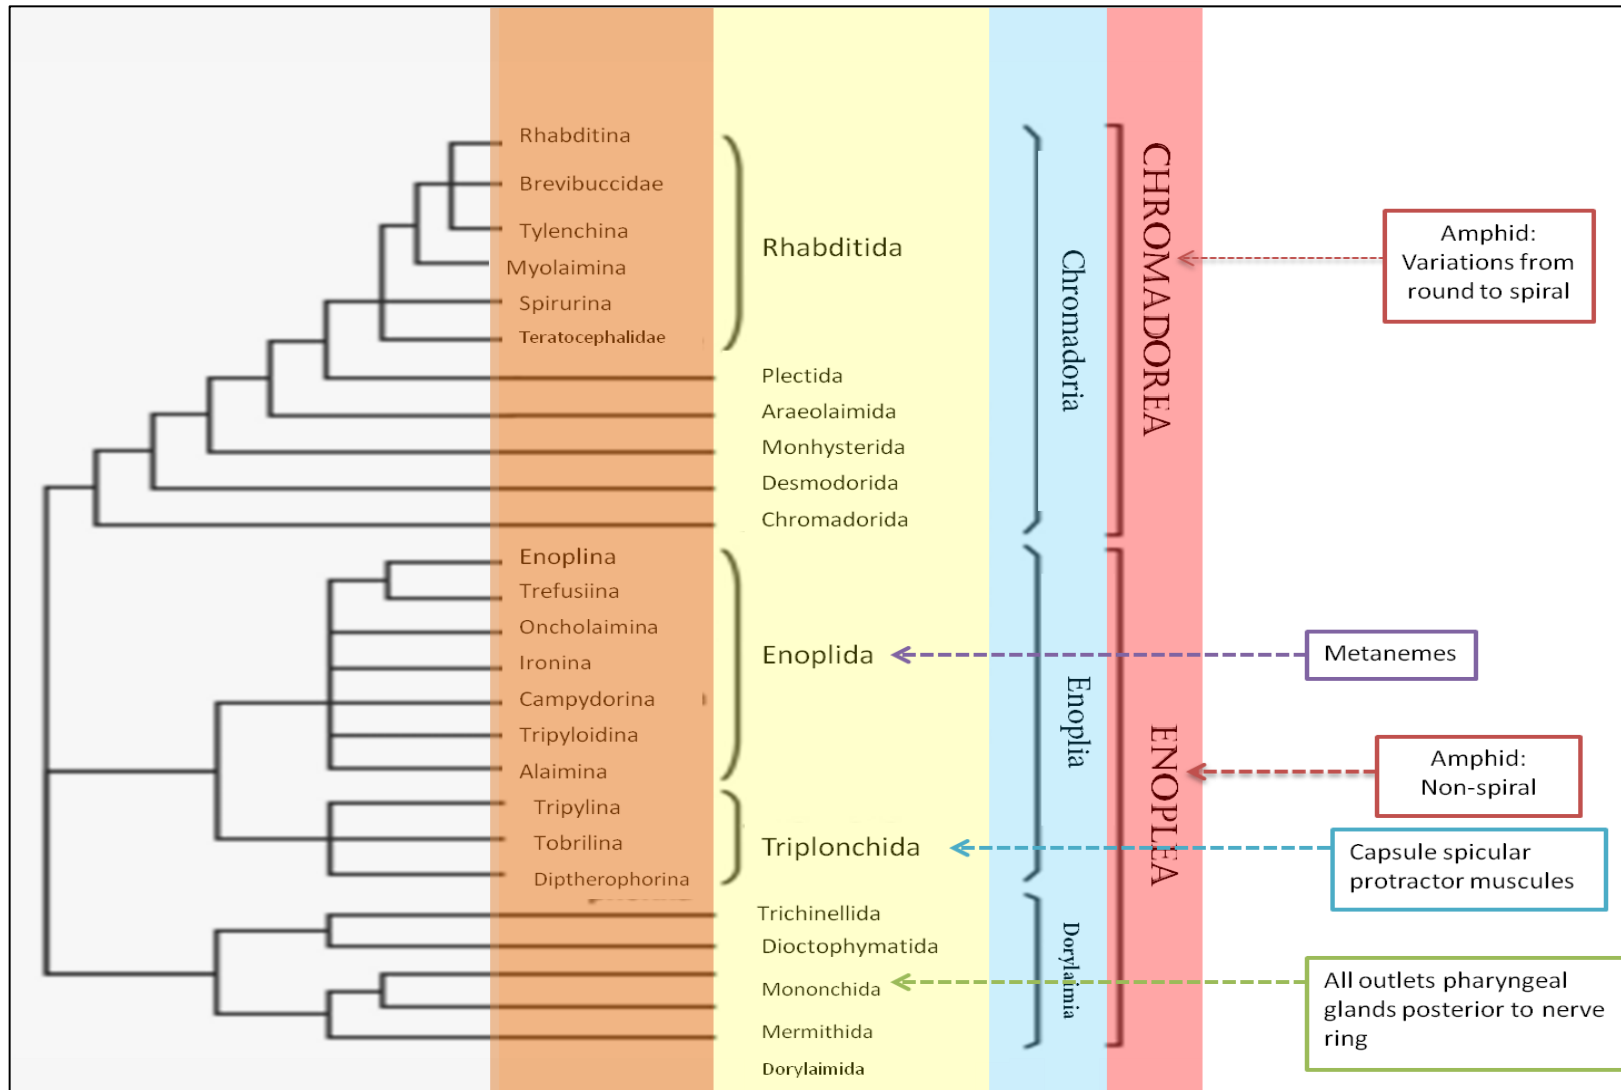 Rhabditina
Brevibuccidae
Tylenchina
Myolaimina
Spirurina
Teratocephalidae
Rhabditida
Plectida
Araeolaimida
Monhysterida
Desmodorida
Chromadorida
Enoplina
Trefusiina
Oncholaimina
Ironina
Campydorina
Tripyloidina
Alaimina
Enoplida
Tripylina
Tobrilina
Diptherophorina
Triplonchida
Trichinellida
Dioctophymatida
Mononchida
Mermithida
Dorylaimida
Chromadoria
Enoplia
Dorylaimia
CHROMADOREA
ENOPLEA
Amphid:
Variations from
round to spiral
Metanemes
Amphid:
Non-spiral
Capsule spicular
protractor muscules
All outlets pharyngeal
glands posterior to nerve
ring